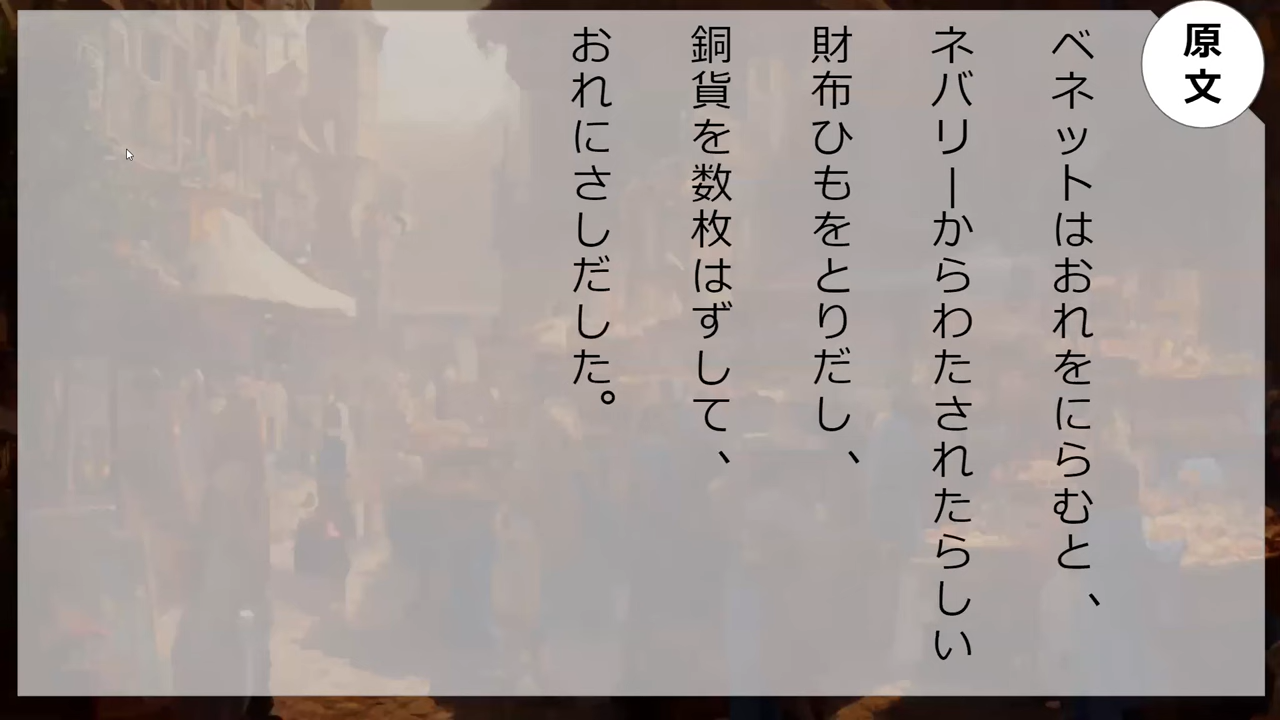 原文
ベネットはおれをにらむと、
ネバリーからわたされたらしい
財布ひもをとりだし、
銅貨を数枚はずして、
おれにさしだした。